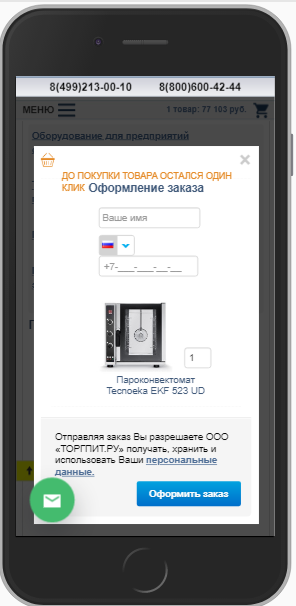 8(499)213-00-10 8(800)600-42-44
МЕНЮ 1 товар: 77 103 руб.
Оборудование для предприятий
ДО ПОКУПКИ ТОВАРА ОСТАЛСЯ ОДИН
КЛИК Оформление заказа
Ваше имя
+7-___-___-__-__
1
Пароконвектомат
Tecnoeka EKF 523 UD
Отправляя заказ Вы разрешаете ООО
«ТОРГПИТ.РУ» получать, хранить и
использовать Ваши персональные
данные.
Оформить заказ